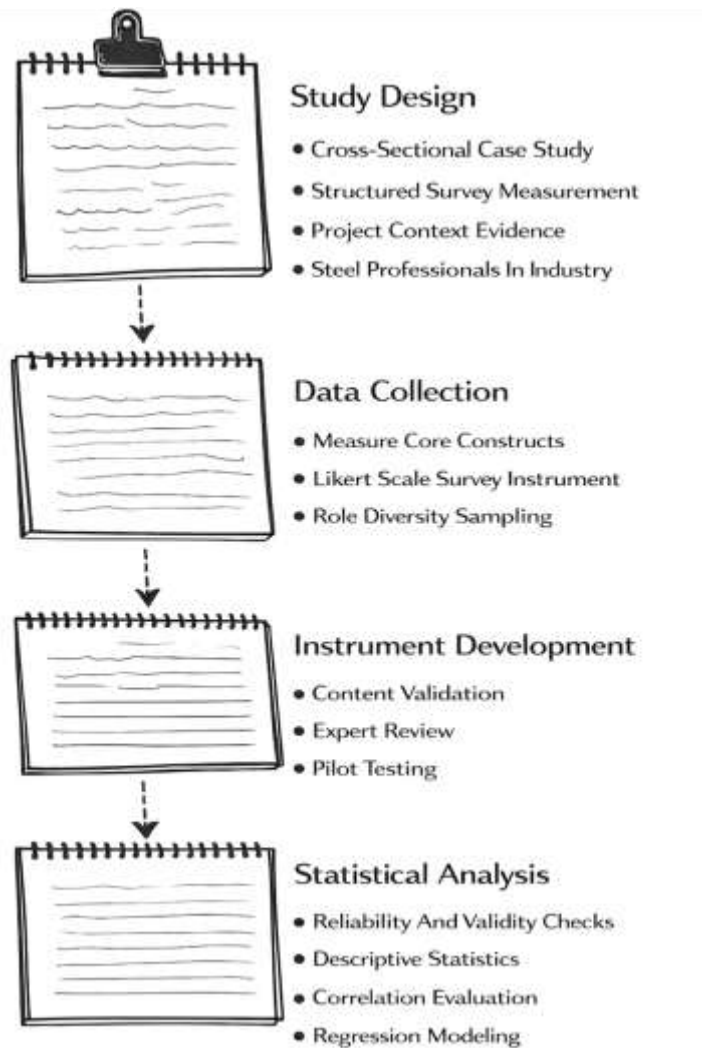 Study Design
• Cross-Sectional Case Study
• Structured Survey Measurement
• Project Context Evidence
• Steel Professionals In Industry
Data Collection
• Measure Core Constructs
• Likert Scale Survey Instrument
• Role Diversity Sampling
Instrument Development
• Content Validation
• Expert Review
• Pilot Testing
Statistical Analysis
• Reliability And Validity Checks
• Descriptive Statistics
• Correlation Evaluation
• Regression Modeling